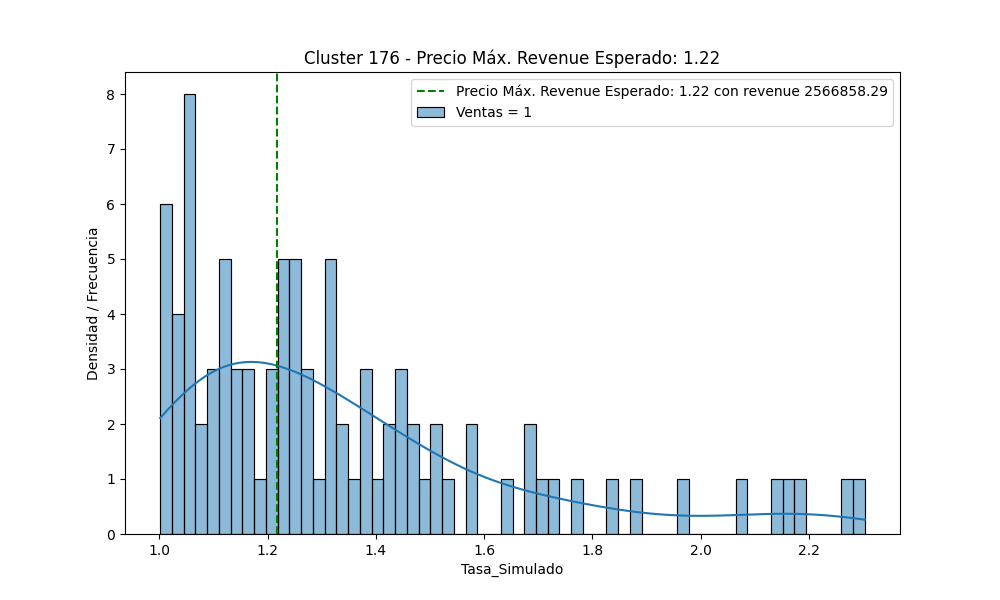 Cluster 176 - Precio Máx. Revenue Esperado: 1.22
Precio Máx. Revenue Esperado: 1.22 con revenue 2566858.29
Ventas = 1
8
7
6
5
4
3
2
1
0
Densidad / Frecuencia
1.0 1.2 1.4 1.6 1.8 2.0 2.2
Tasa_Simulado